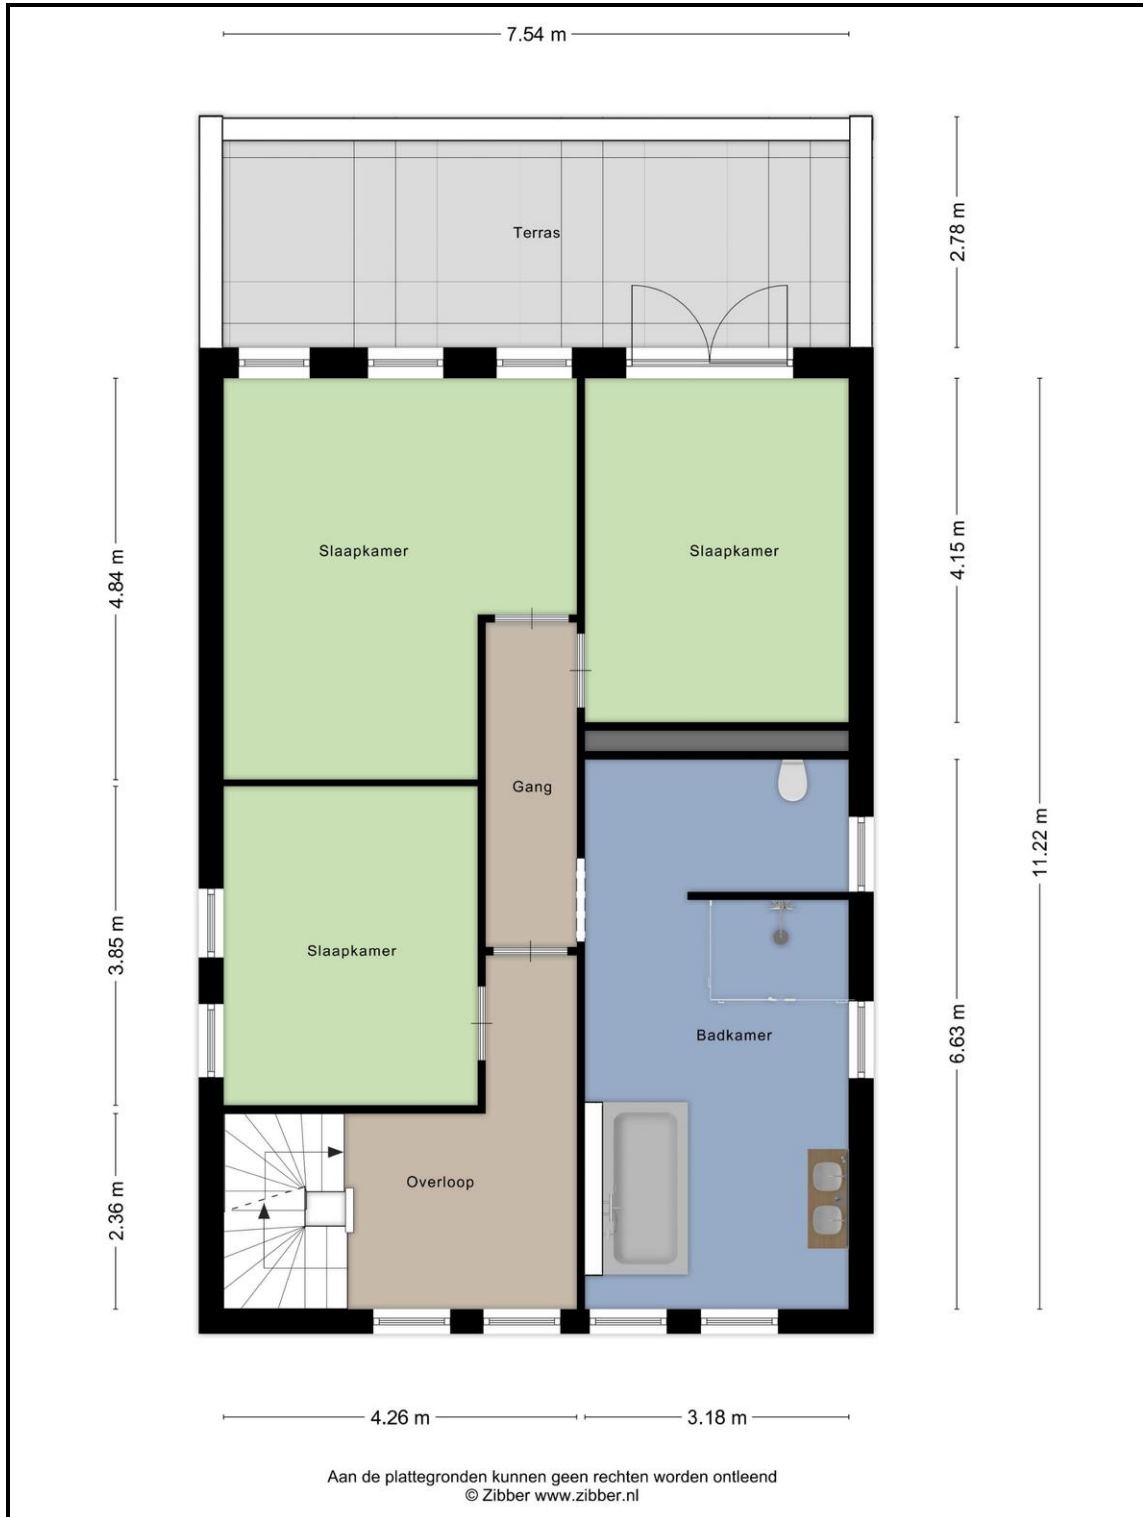 7.54 m
Terras
2.78 m
Slaapkamer
Slaapkamer
4.84 m
4.15 m
Gang
11.22 m
Slaapkamer
3.85 m
Badkamer
6.63 m
Overloop
2.36 m
4.26 m
3.18 m
Aan de plattegronden kunnen geen rechten worden ontleend
© Zibber www.zibber.nl